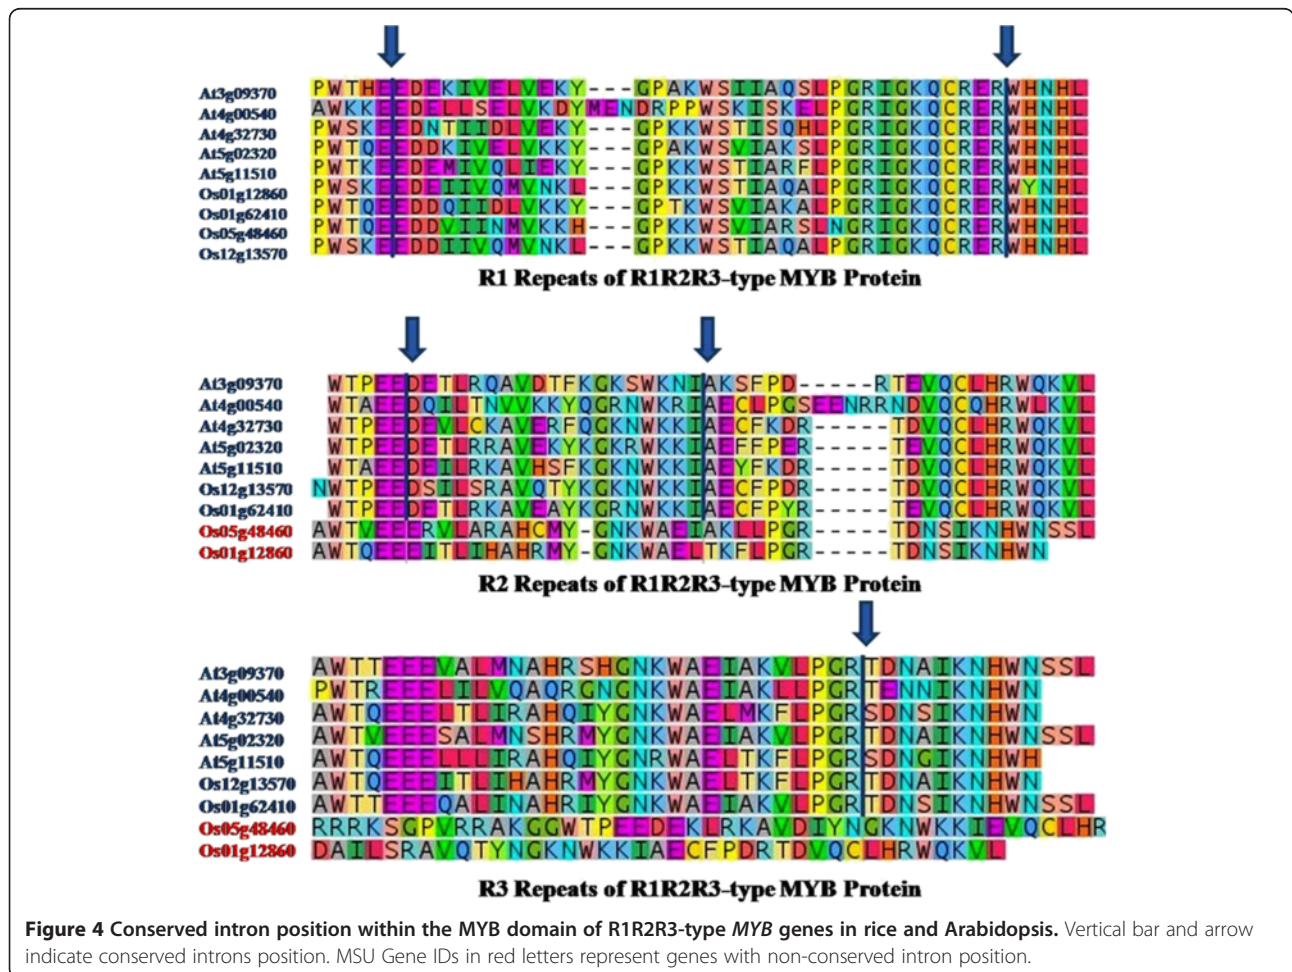 At3g09370 PWTHEEDEKIVELVEKY---GPAKWSIIAQSLPGRIGKQCRERWHNHL
At4g00540 AWKKEEDELLSELVKDYMENDRPPWSKISKELPGRIGKQCRERWHNHL
At4g32730 PWSKEEDNTIIDLVEKY---GPKKWSTISQHLPGRIGKQCRERWHNHL
At5g02320 PWTQEEDDKIVELVKKY---GPAKWSVIAKSLPGRIGKQCRERWHNHL
At5g11510 PWTKEEDEMIVQLIEKY---GPKKWSTIARFLPGRIGKQCRERWHNHL
Os01g12860 PWSKEEDEIIVQMVNKL---GPKKWSTIAQALPGRIGKQCRERWYNHL
Os01g62410 PWTQEEDDQIIDLVKKY---GPTKWSVIAKALPGRIGKQCRERWHNHL
Os05g48460 PWTQEEDDVIINMVKKH---GPKKWSVIARSLNGRIGKQCRERWHNHL
Os12g13570 PWSKEEDDIIVQMVNKL---GPKKWSTIAQALPGRIGKQCRERWHNHL
R1 Repeats of R1R2R3-type MYB Protein
At3g09370 WTPEEDETLRQAVDTFKGKSWKNIAKSFPD-----RTEVQCLHRWQKVL
At4g00540 WTAEEDQILTNVVKKYQGRNWKRIAECLPGSEENRRNDVQCQHRWLKVL
At4g32730 WTPEEDEVLCKAVERFQGKNWKKIAECFKDR-----TDVQCLHRWQKVL
At5g02320 WTPEEDETLRRAVEKYKGKRWKKIAEFFPER-----TEVQCLHRWQKVL
At5g11510 WTAEEDEILRKAVHSFKGKNWKKIAEYFKDR-----TDVQCLHRWQKVL
Os12g13570 NWTPEEDSILSRAVQTYKGKNWKKIAECFPDR-----TDVQCLHRWQKVL
Os01g62410 WTPEEDETLRKAVEAYKGKNWKKIAECFPYR-----TEVQCLHRWQKVL
Os05g48460 AWTVEEERVLARAHCMY-GNKWAEIAKLLPGR-----TDNSIKNHWNSSL
Os01g12860 AWTQEEEITLIHAHRMY-GNKWAELTKFLPGR-----TDNSIKNHWN
R2 Repeats of R1R2R3-type MYB Protein
At3g09370 AWTTEEEVALMNAHRSHGNKWAEIAKVLPGRTDNAIKNHWNSSL
At4g00540 PWTREEELILVQAQRGNGNKWAEIAKLLPGRTENNIKNHWN
At4g32730 AWTQEEELTLIRAHQIYGNKWAELMKFLPGRSDNSIKNHWN
At5g02320 AWTVEEESALMNSHRMYGNKWAEIAKVLPGRTDNAIKNHWNSSL
At5g11510 AWTQEEELLLIRAHQIYGNRWAELTKFLPGRSDNGIKNHWH
Os12g13570 AWTQEEEITLIHAHRMYGNKWAELTKFLPGRTDNAIKNHWN
Os01g62410 AWTTEEEQALINAHRIYGNKWAEIAKVLPGRTDNSIKNHWNSSL
Os05g48460 RRRKSGPVRRAKGGWTPEEDEKLRKAVDIYNGKNWKKIEVQCLHR
Os01g12860 DAILSRAVQTYNGKNWKKIAECFPDRTDVQCLHRWQKVL
R3 Repeats of R1R2R3-type MYB Protein
Figure 4 Conserved intron position within the MYB domain of R1R2R3-type MYB genes in rice and Arabidopsis. Vertical bar and arrow
indicate conserved introns position. MSU Gene IDs in red letters represent genes with non-conserved intron position.